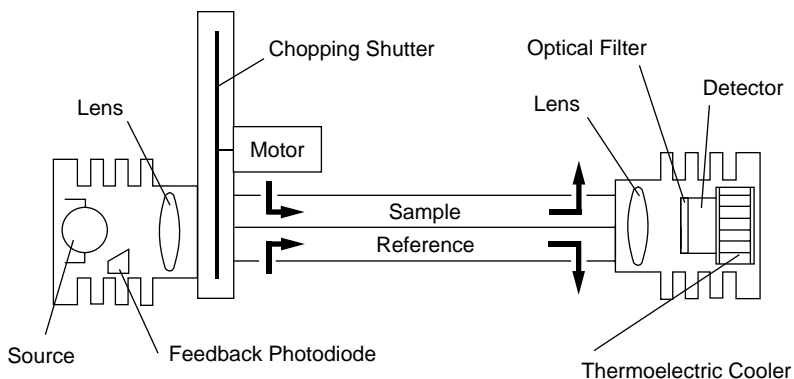 Chopping Shutter
Optical Filter
Detector
Lens
Lens
Motor
Sample
Reference
Source
Feedback Photodiode
Thermoelectric Cooler